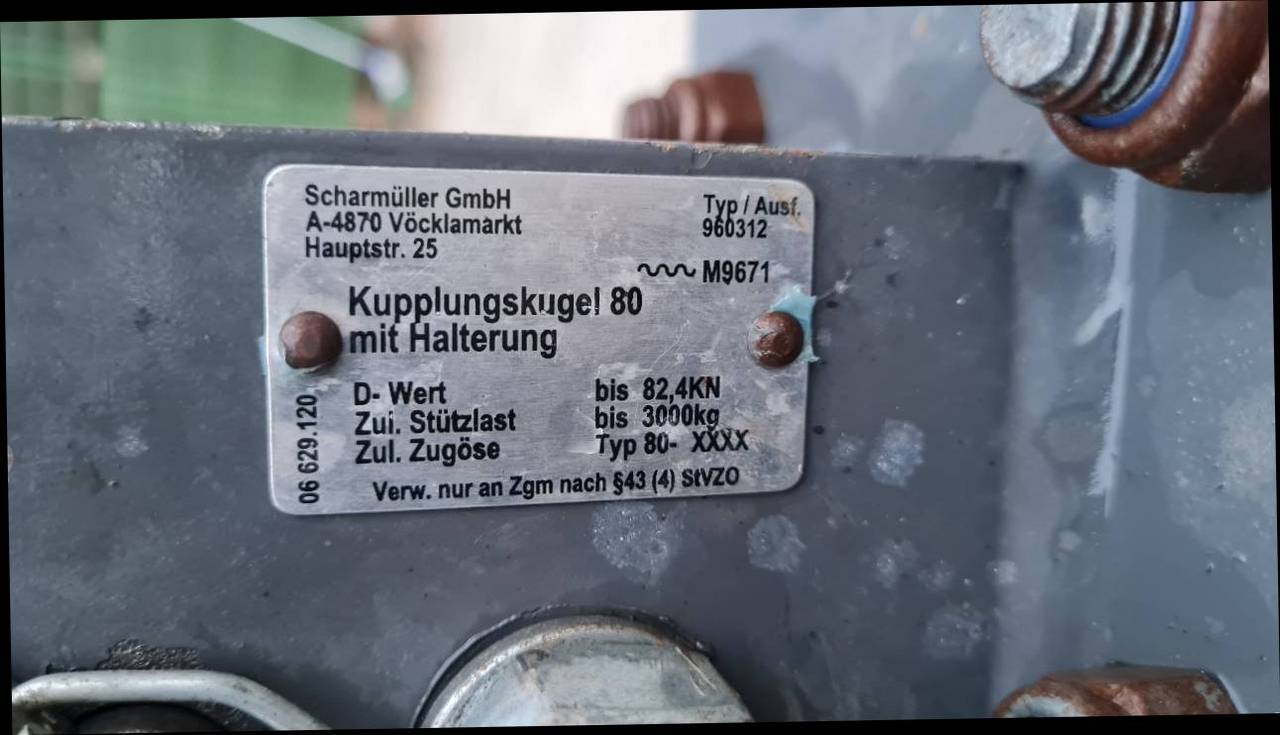 Scharmüller GmbH
A-4870 Vöcklamarkt
Hauptstr. 25
Typ / Ausf.
960312
M9671
Kupplungskugel 80
mit Halterung
D- Wert bis 82,4KN
Zul. Stützlast bis 3000kg
Zul. Zugöse Typ 80- XXXX
Verw. nur an Zgm nach §43 (4) StVZO
06 629.120